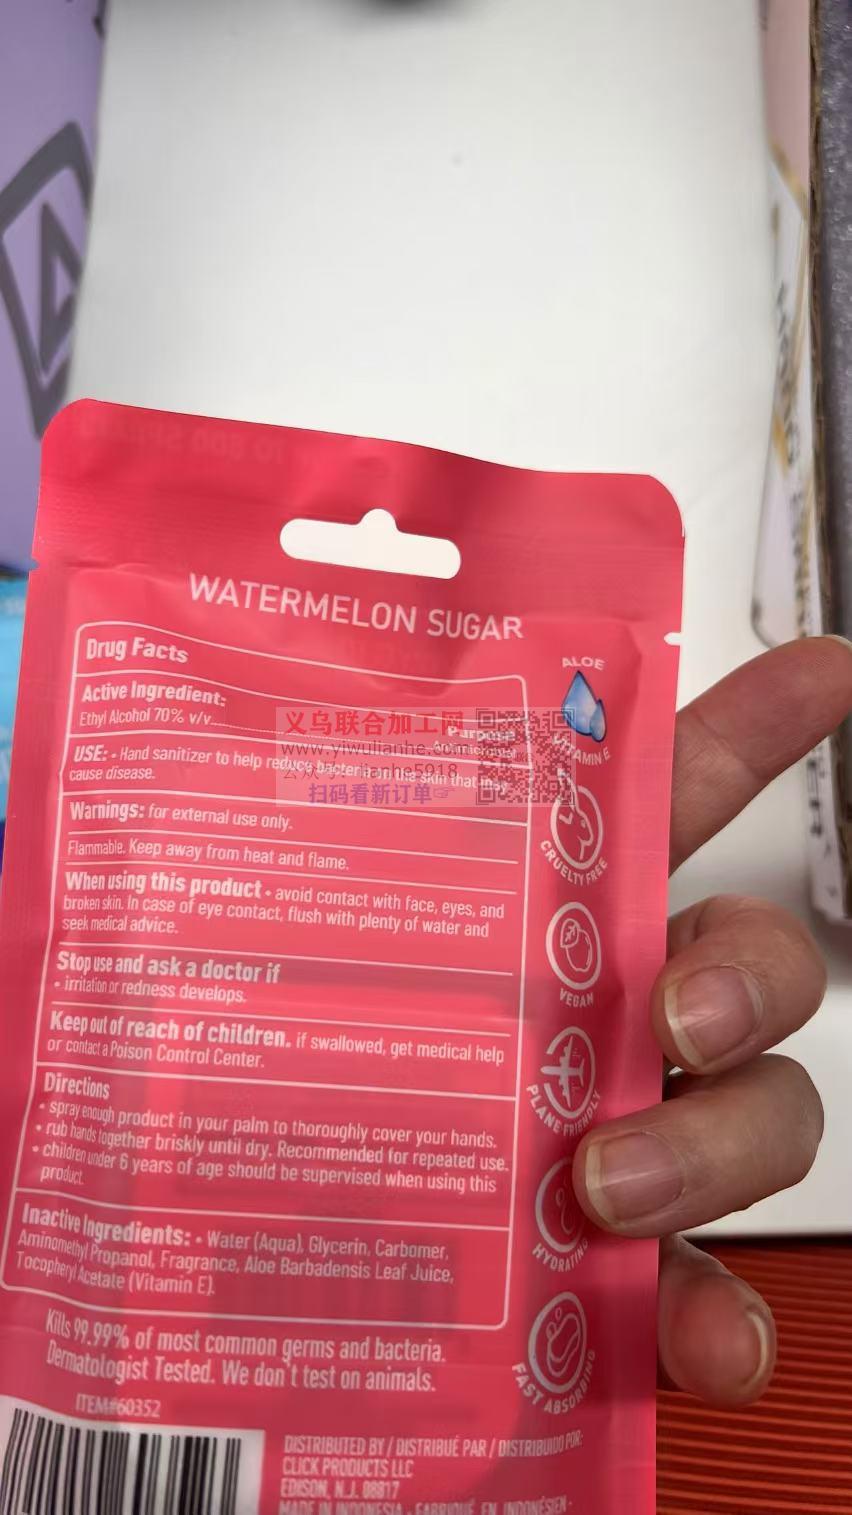 WATERMELON SUGAR
Drug Facts
Active Ingredient:
Ethyl Alcohol 70% v/v
Purpose
Antimicrobial
USE: • Hand sanitizer to help reduce bacteria on the skin that may
cause disease.
Warnings: for external use only.
Flammable. Keep away from heat and flame.
When using this product • avoid contact with face, eyes, and
broken skin. In case of eye contact, flush with plenty of water and
seek medical advice.
Stop use and ask a doctor if
• irritation or redness develops.
Keep out of reach of children. if swallowed, get medical help
or contact a Poison Control Center.
Directions
• spray enough product in your palm to thoroughly cover your hands.
• rub hands together briskly until dry. Recommended for repeated use.
• children under 6 years of age should be supervised when using this
product.
Inactive Ingredients: • Water (Aqua), Glycerin, Carbomer,
Aminomethyl Propanol, Fragrance, Aloe Barbadensis Leaf Juice,
Tocopheryl Acetate (Vitamin E).
Kills 99.99% of most common germs and bacteria.
Dermatologist Tested. We don't test on animals.
ITEM#60352
DISTRIBUTED BY / DISTRIBUÉ PAR / DISTRIBUIDO POR:
CLICK PRODUCTS LLC
EDISON, N.J. 08817
MADE IN INDONESIA • FABRIQUÉ EN INDONÉSIEN •
ALOE
VITAMIN E
CRUELTY FREE
VEGAN
PLANE FRIENDLY
HYDRATING
FAST ABSORBING
义乌联合加工网
www.yiwulianhe.com
公众号:lianhe5918
扫码看新订单☞